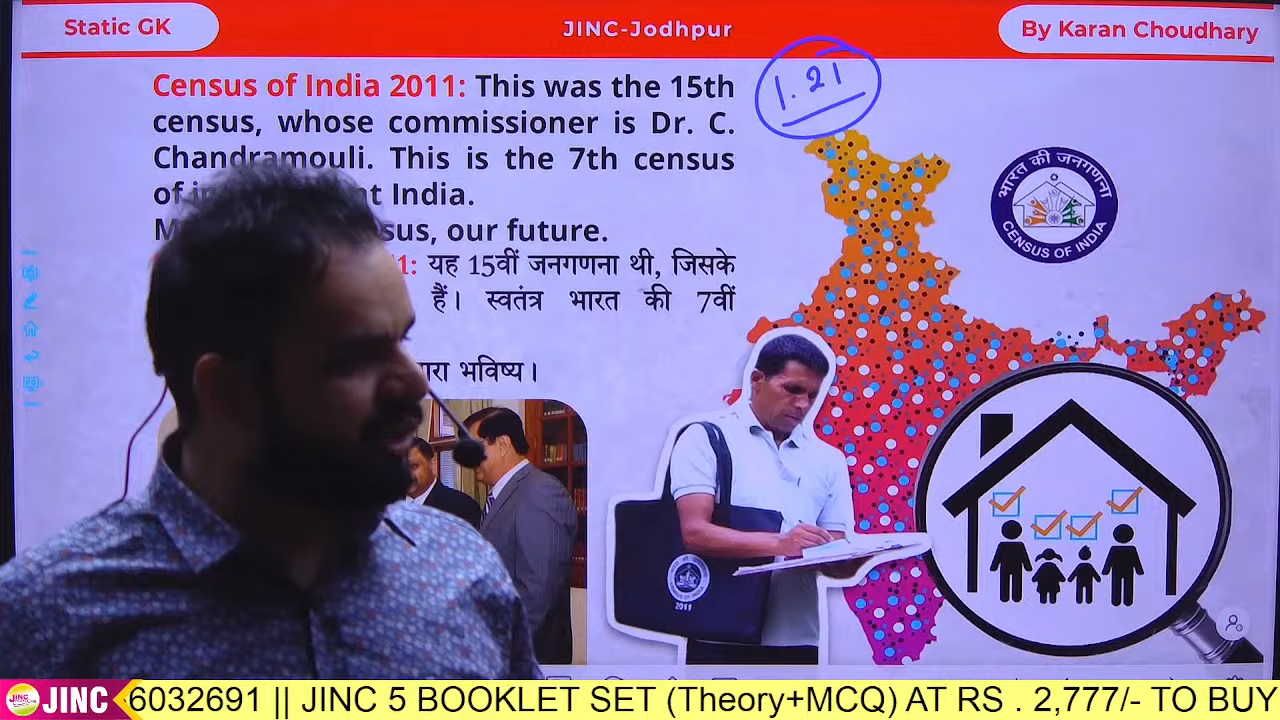 Static GK
JINC-Jodhpur
By Karan Choudhary
1.21
Census of India 2011: This was the 15th
census, whose commissioner is Dr. C.
Chandramouli. This is the 7th census
of India.
our future.
यह 15वीं जनगणना थी, जिसके
हैं। स्वतंत्र भारत की 7वीं
भविष्य।
भारत की जनगणना
CENSUS OF INDIA
2011
JINC
6032691 || JINC 5 BOOKLET SET (Theory+MCQ) AT RS . 2,777/- TO BUY